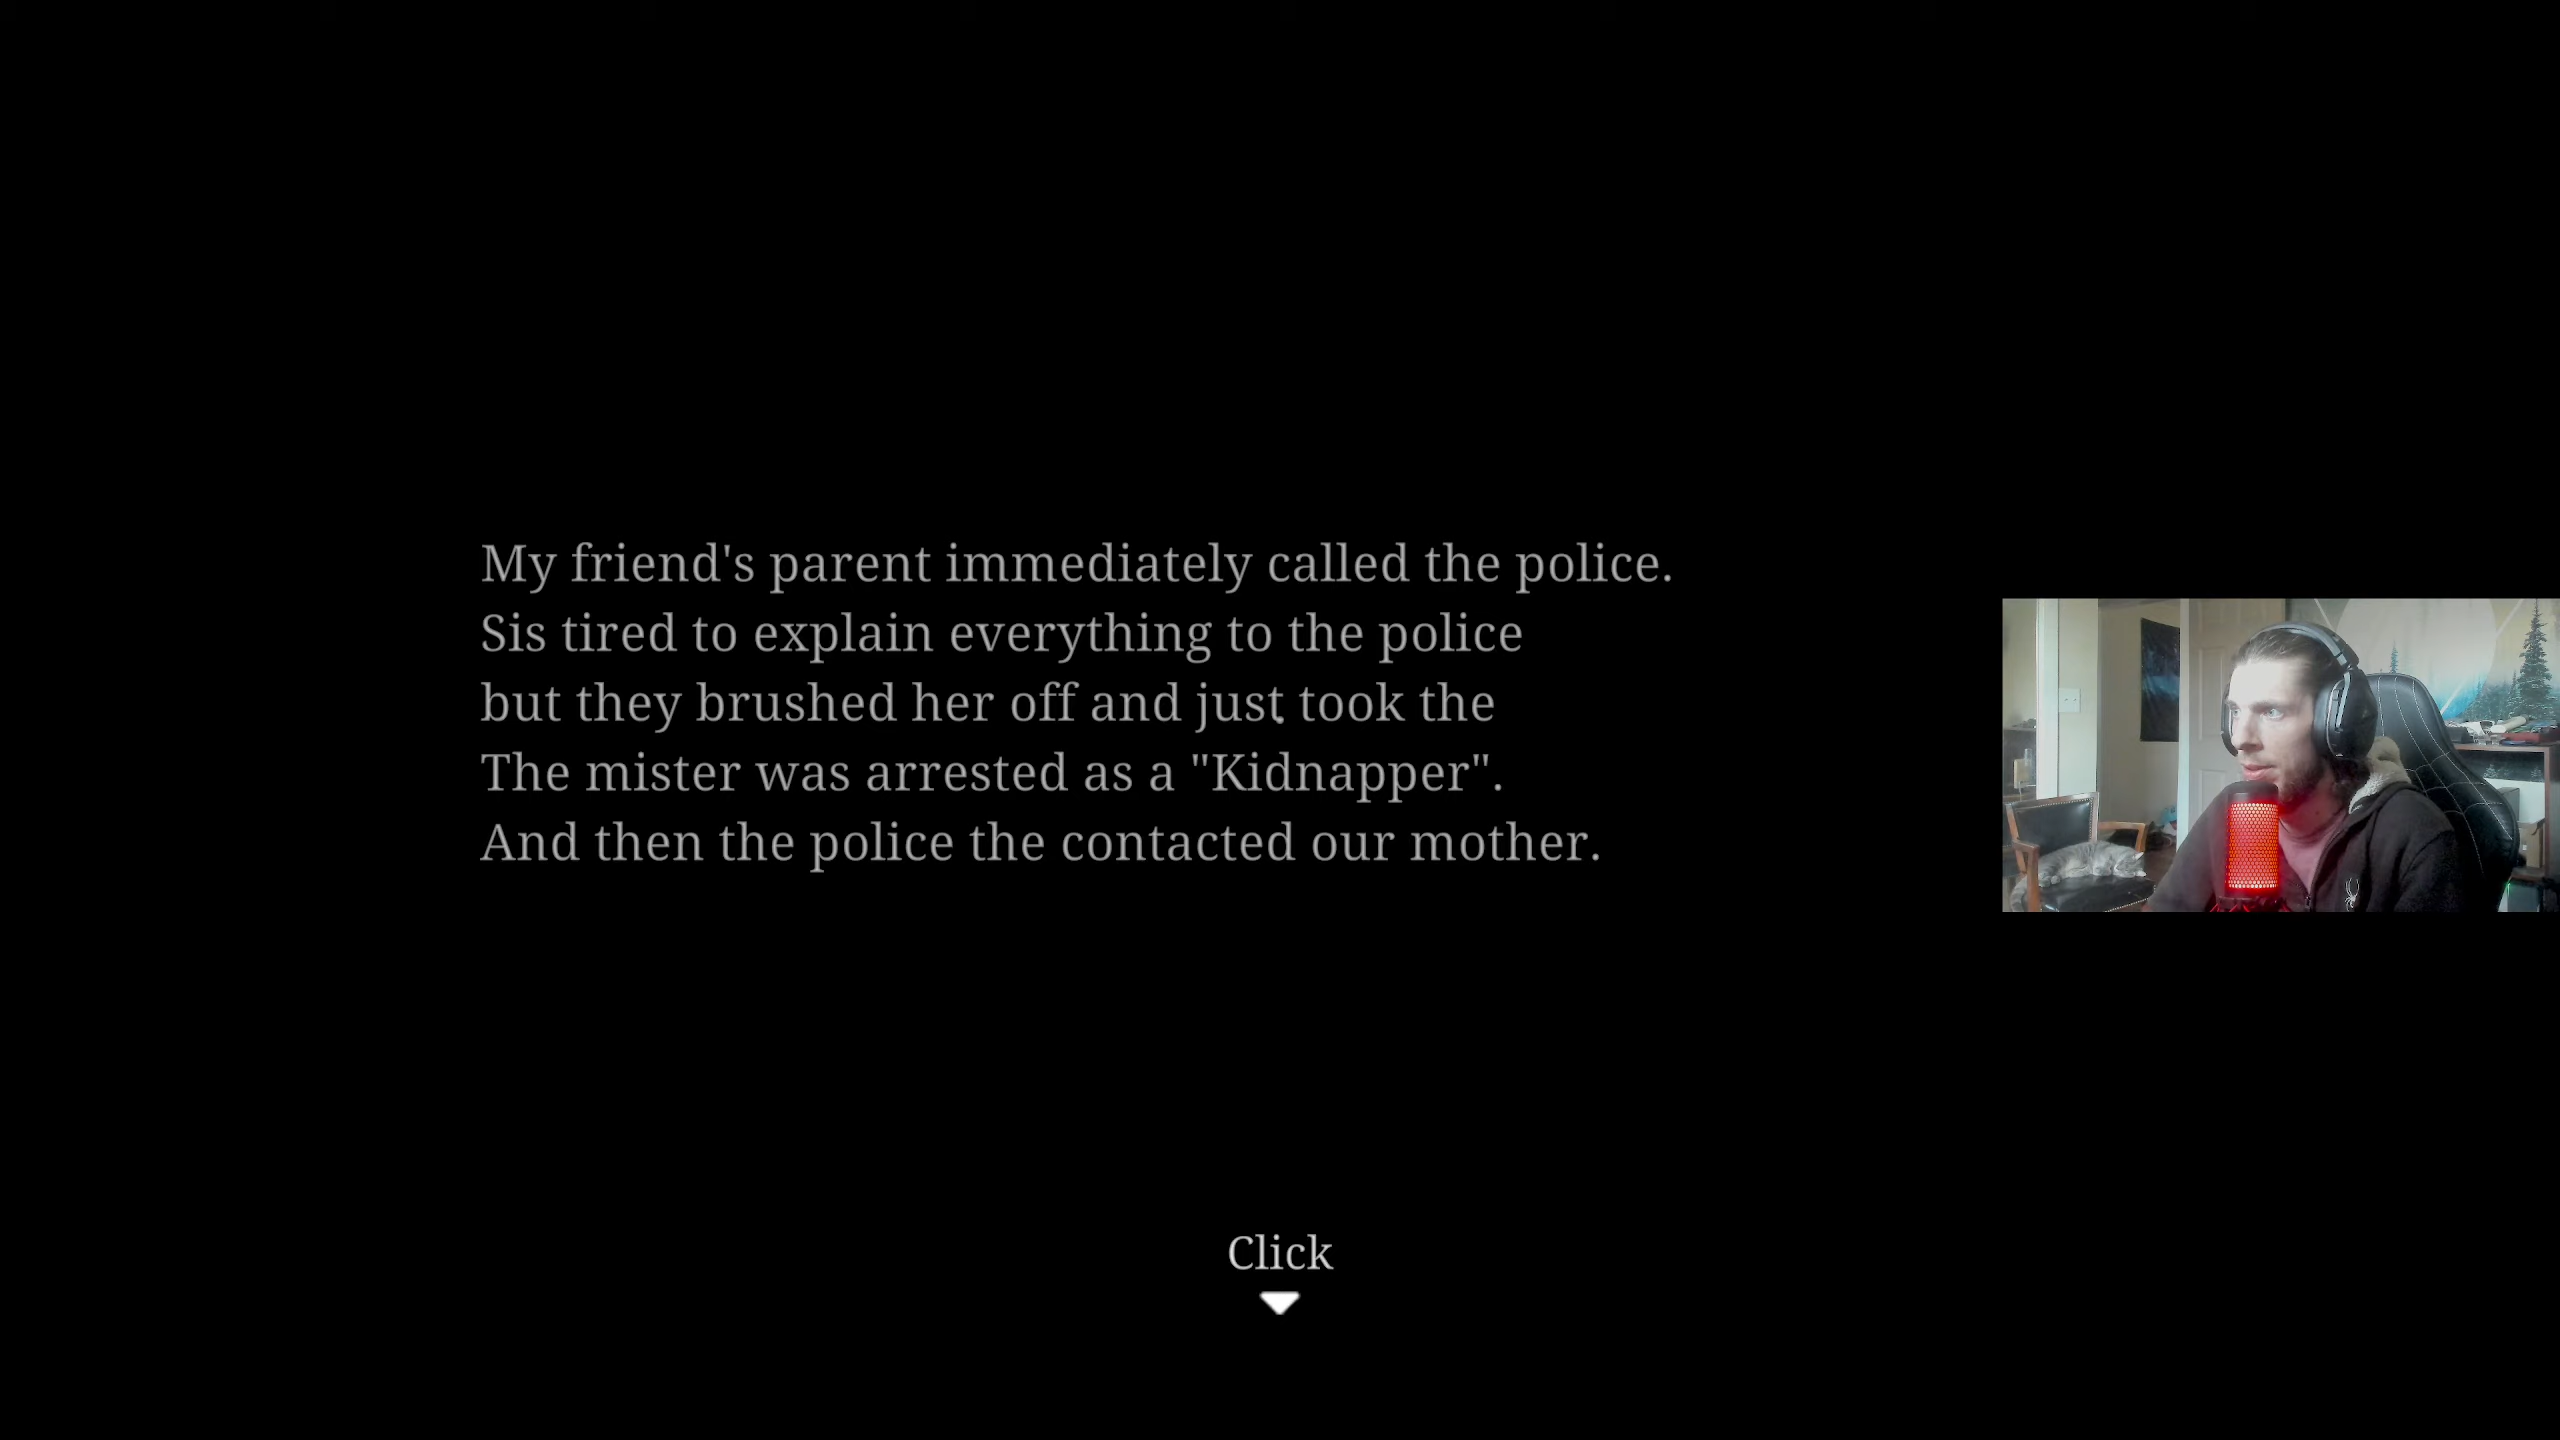 My friend's parent immediately called the police.
Sis tired to explain everything to the police
but they brushed her off and just took the
The mister was arrested as a "Kidnapper".
And then the police the contacted our mother.
Click